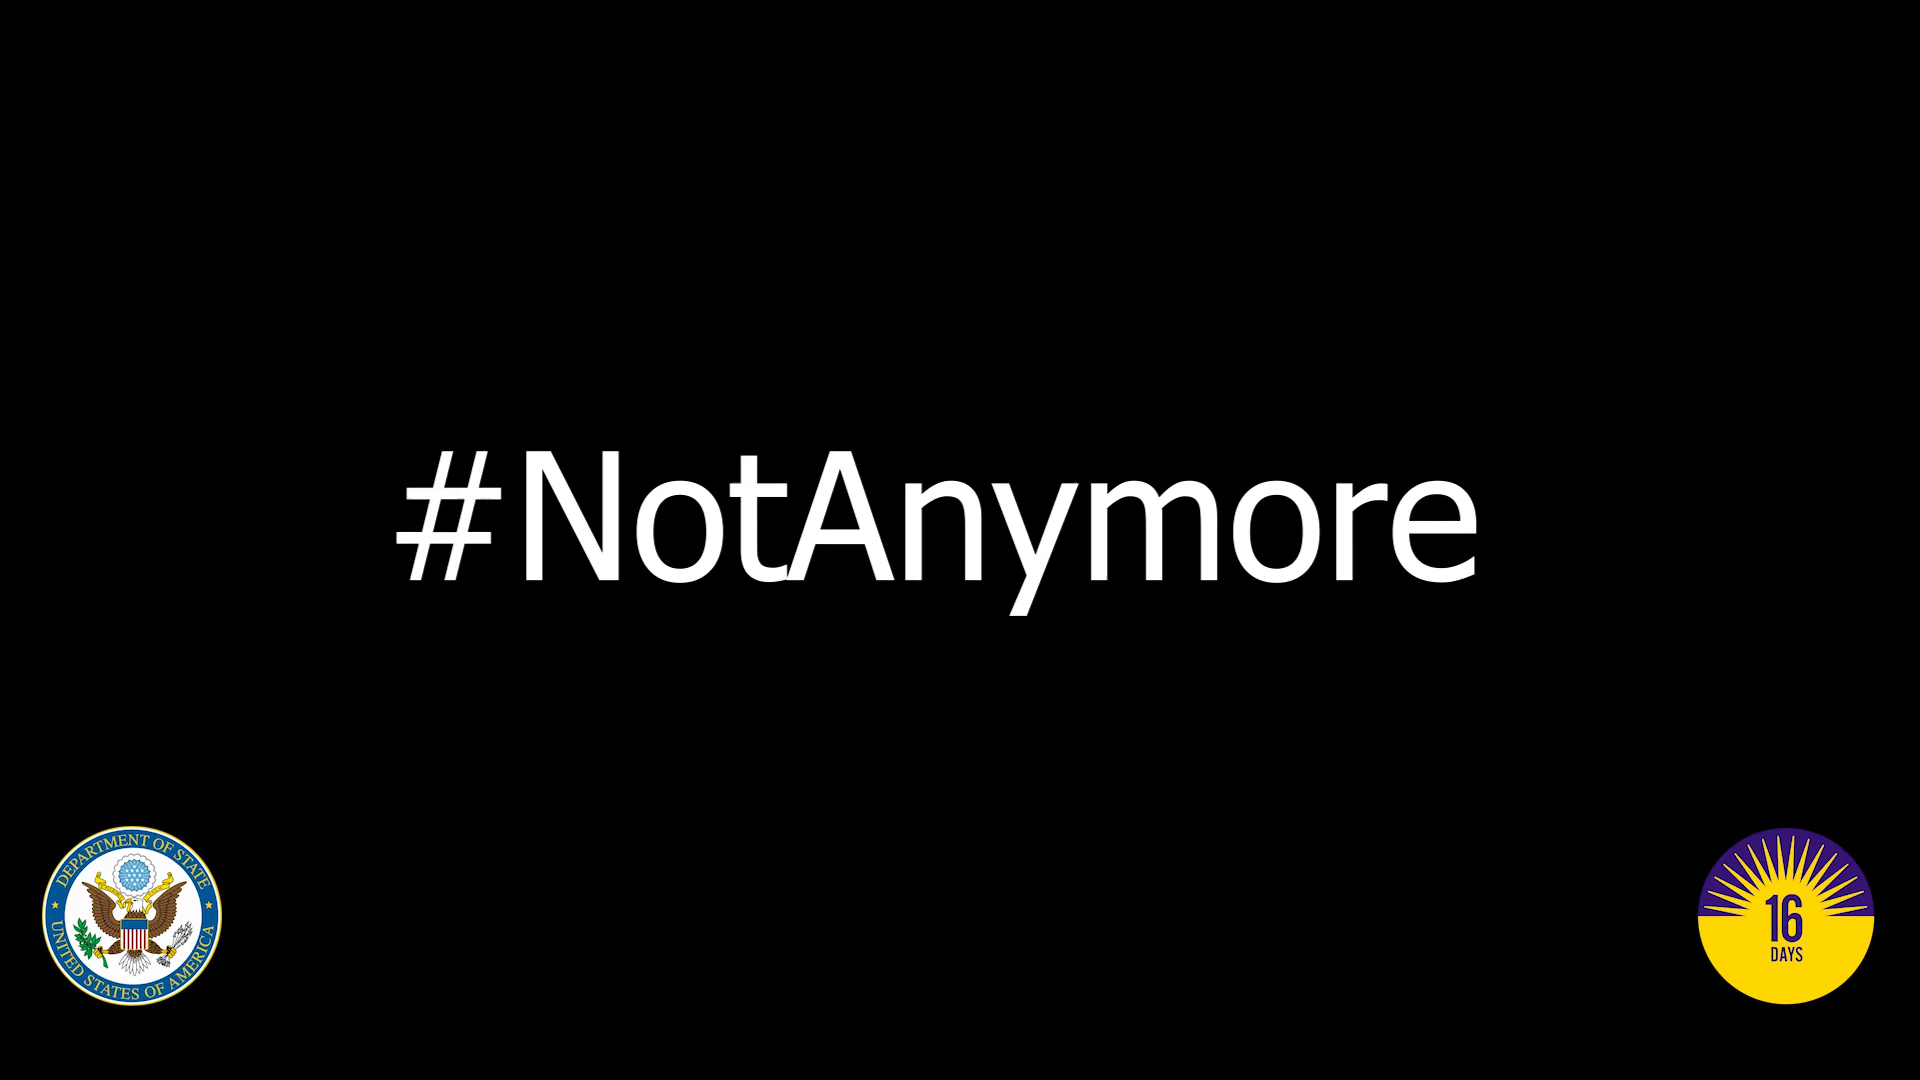 #NotAnymore
DEPARTMENT OF STATE
UNITED STATES OF AMERICA
16
DAYS